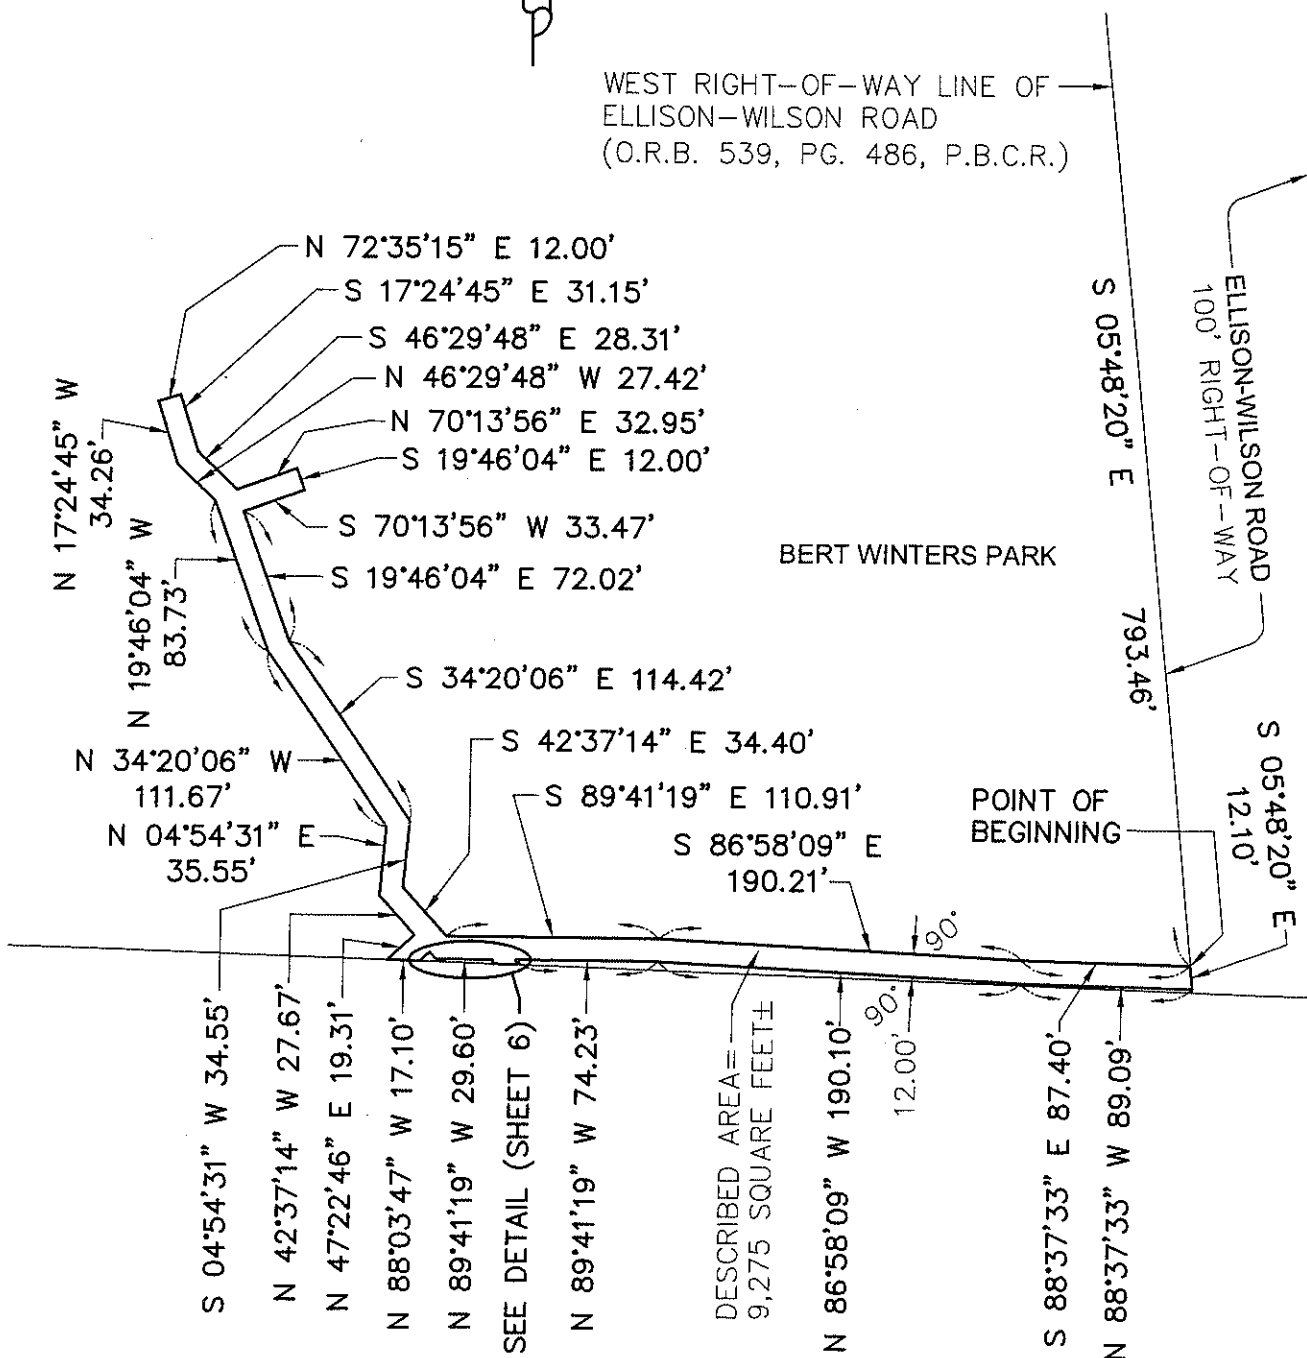 WEST RIGHT-OF-WAY LINE OF
ELLISON-WILSON ROAD
(O.R.B. 539, PG. 486, P.B.C.R.)
N 72°35'15" E 12.00'
S 17°24'45" E 31.15'
S 46°29'48" E 28.31'
N 46°29'48" W 27.42'
N 70°13'56" E 32.95'
S 19°46'04" E 12.00'
S 70°13'56" W 33.47'
S 19°46'04" E 72.02'
N 17°24'45" W
34.26'
N 19°46'04" W
83.73'
BERT WINTERS PARK
S 05°48'20" E
793.46'
ELLISON-WILSON ROAD
100' RIGHT-OF-WAY
S 34°20'06" E 114.42'
S 42°37'14" E 34.40'
N 34°20'06" W
111.67'
S 89°41'19" E 110.91'
N 04°54'31" E
35.55'
S 86°58'09" E
190.21'
POINT OF
BEGINNING
S 05°48'20" E
12.10'
90°
90°
12.00'
S 04°54'31" W 34.55'
N 42°37'14" W 27.67'
N 47°22'46" E 19.31'
N 88°03'47" W 17.10'
N 89°41'19" W 29.60'
SEE DETAIL (SHEET 6)
N 89°41'19" W 74.23'
DESCRIBED AREA=
9,275 SQUARE FEET±
N 86°58'09" W 190.10'
S 88°37'33" E 87.40'
N 88°37'33" W 89.09'